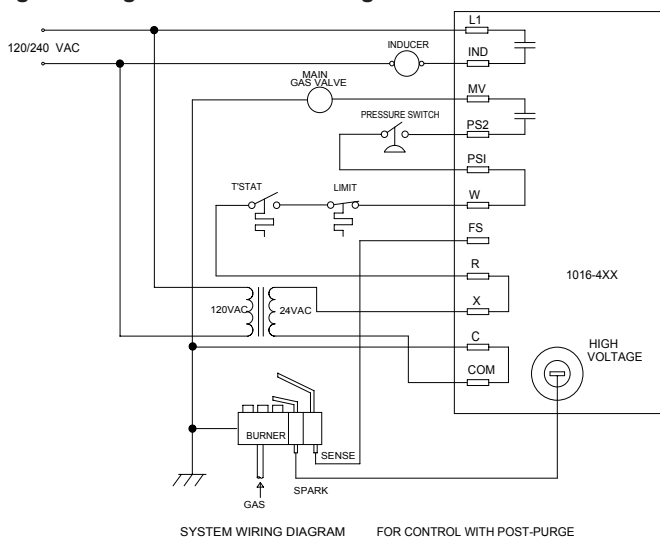 L1
120/240 VAC
INDUCER
IND
MAIN
GAS VALVE
MV
PRESSURE SWITCH
PS2
PSI
T'STAT
LIMIT
W
FS
R
1016-4XX
X
120VAC
24VAC
C
HIGH
VOLTAGE
COM
BURNER
SENSE
SPARK
GAS
SYSTEM WIRING DIAGRAM FOR CONTROL WITH POST-PURGE